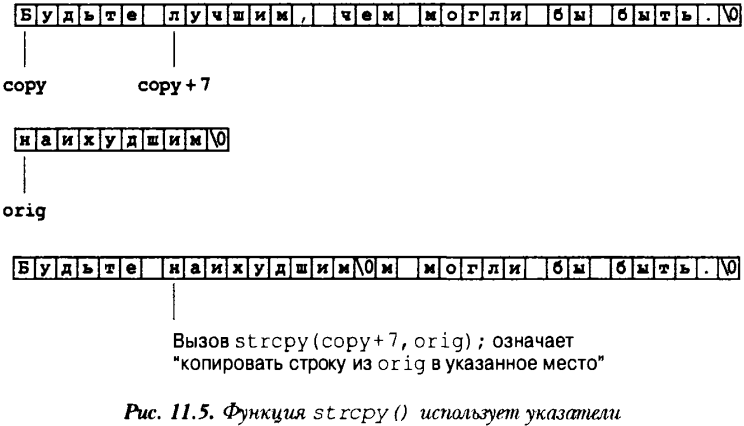 Будьте лучшим, чем могли бы быть.\0
copy copy+7
наихудшим\0
orig
Будьте наихудшим\0м могли бы быть.\0
Вызов strcpy(copy+7,orig); означает
“копировать строку из orig в указанное место”
Рис. 11.5. Функция strcpy() использует указатели